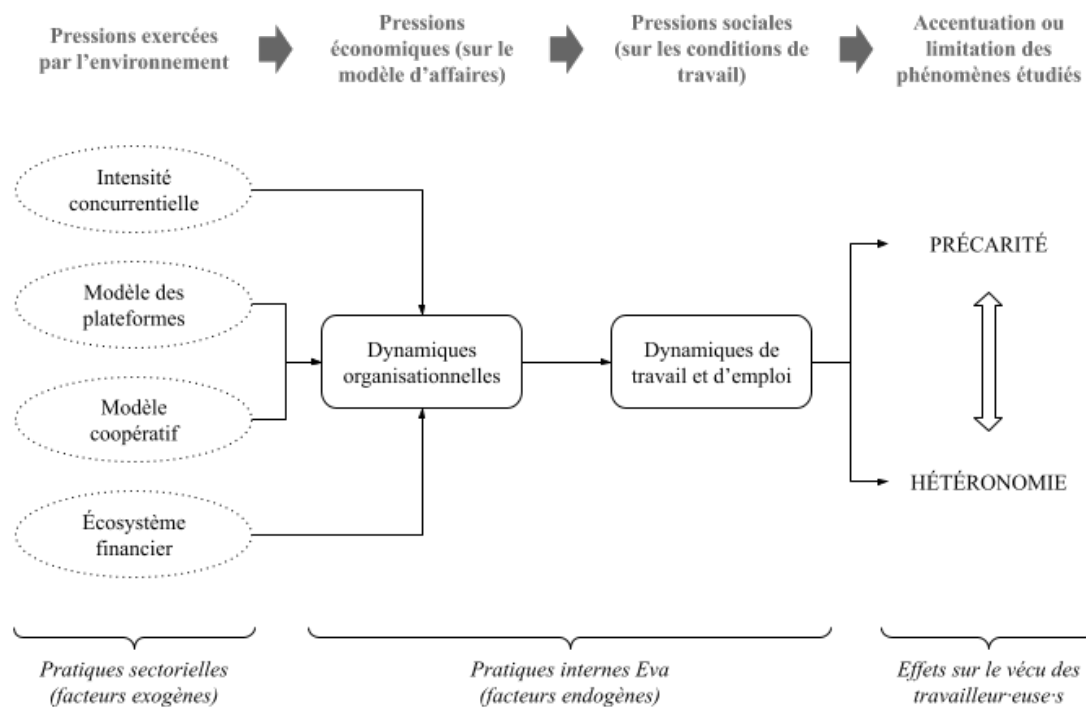 Pressions exercées
par l'environnement
Pressions
économiques (sur le
modèle d'affaires)
Pressions sociales
(sur les conditions de
travail)
Accentuation ou
limitation des
phénomènes étudiés
Intensité
concurrentielle
Modèle des
plateformes
Modèle
coopératif
Écosystème
financier
Dynamiques
organisationnelles
Dynamiques de
travail et d'emploi
PRÉCARITÉ
HÉTÉRONOMIE
Pratiques sectorielles
(facteurs exogènes)
Pratiques internes Eva
(facteurs endogènes)
Effets sur le vécu des
travailleur·euse·s